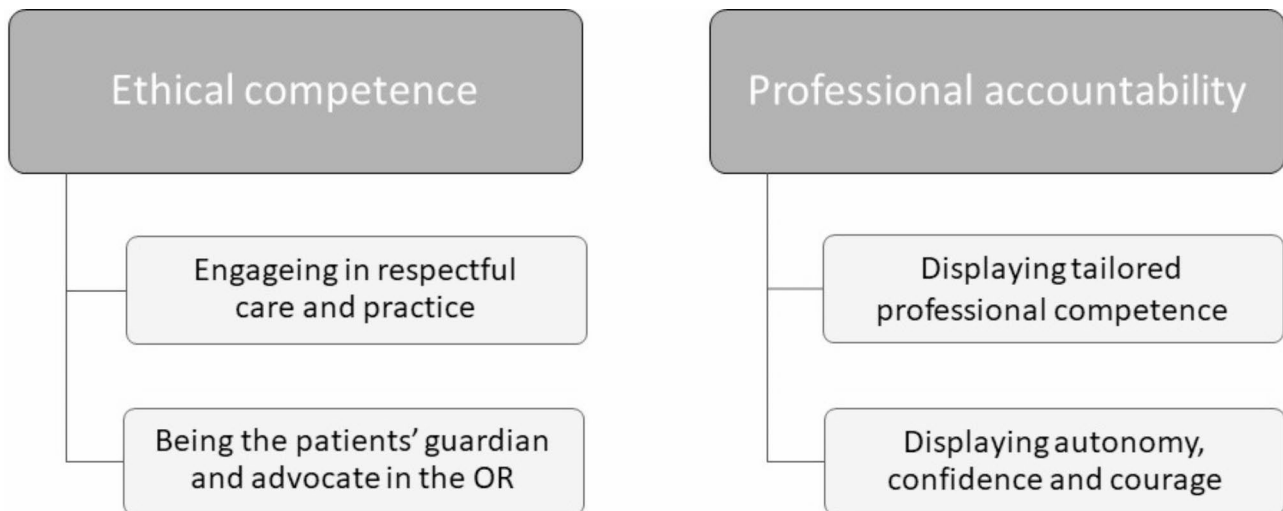 Ethical competence
Engageing in respectful
care and practice
Being the patients’ guardian
and advocate in the OR
Professional accountability
Displaying tailored
professional competence
Displaying autonomy,
confidence and courage